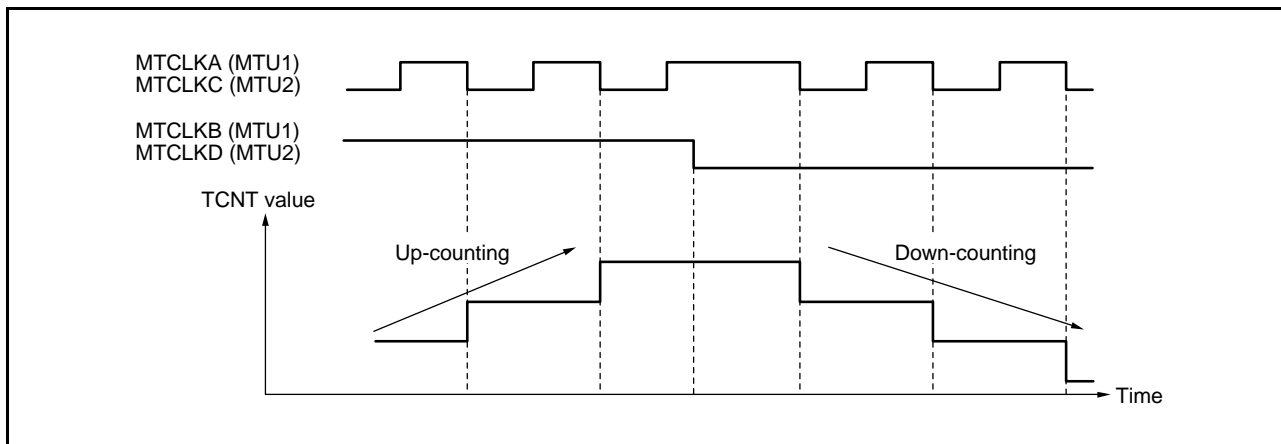 MTCLKA (MTU1)
MTCLKC (MTU2)
MTCLKB (MTU1)
MTCLKD (MTU2)
TCNT value
Up-counting
Down-counting
Time